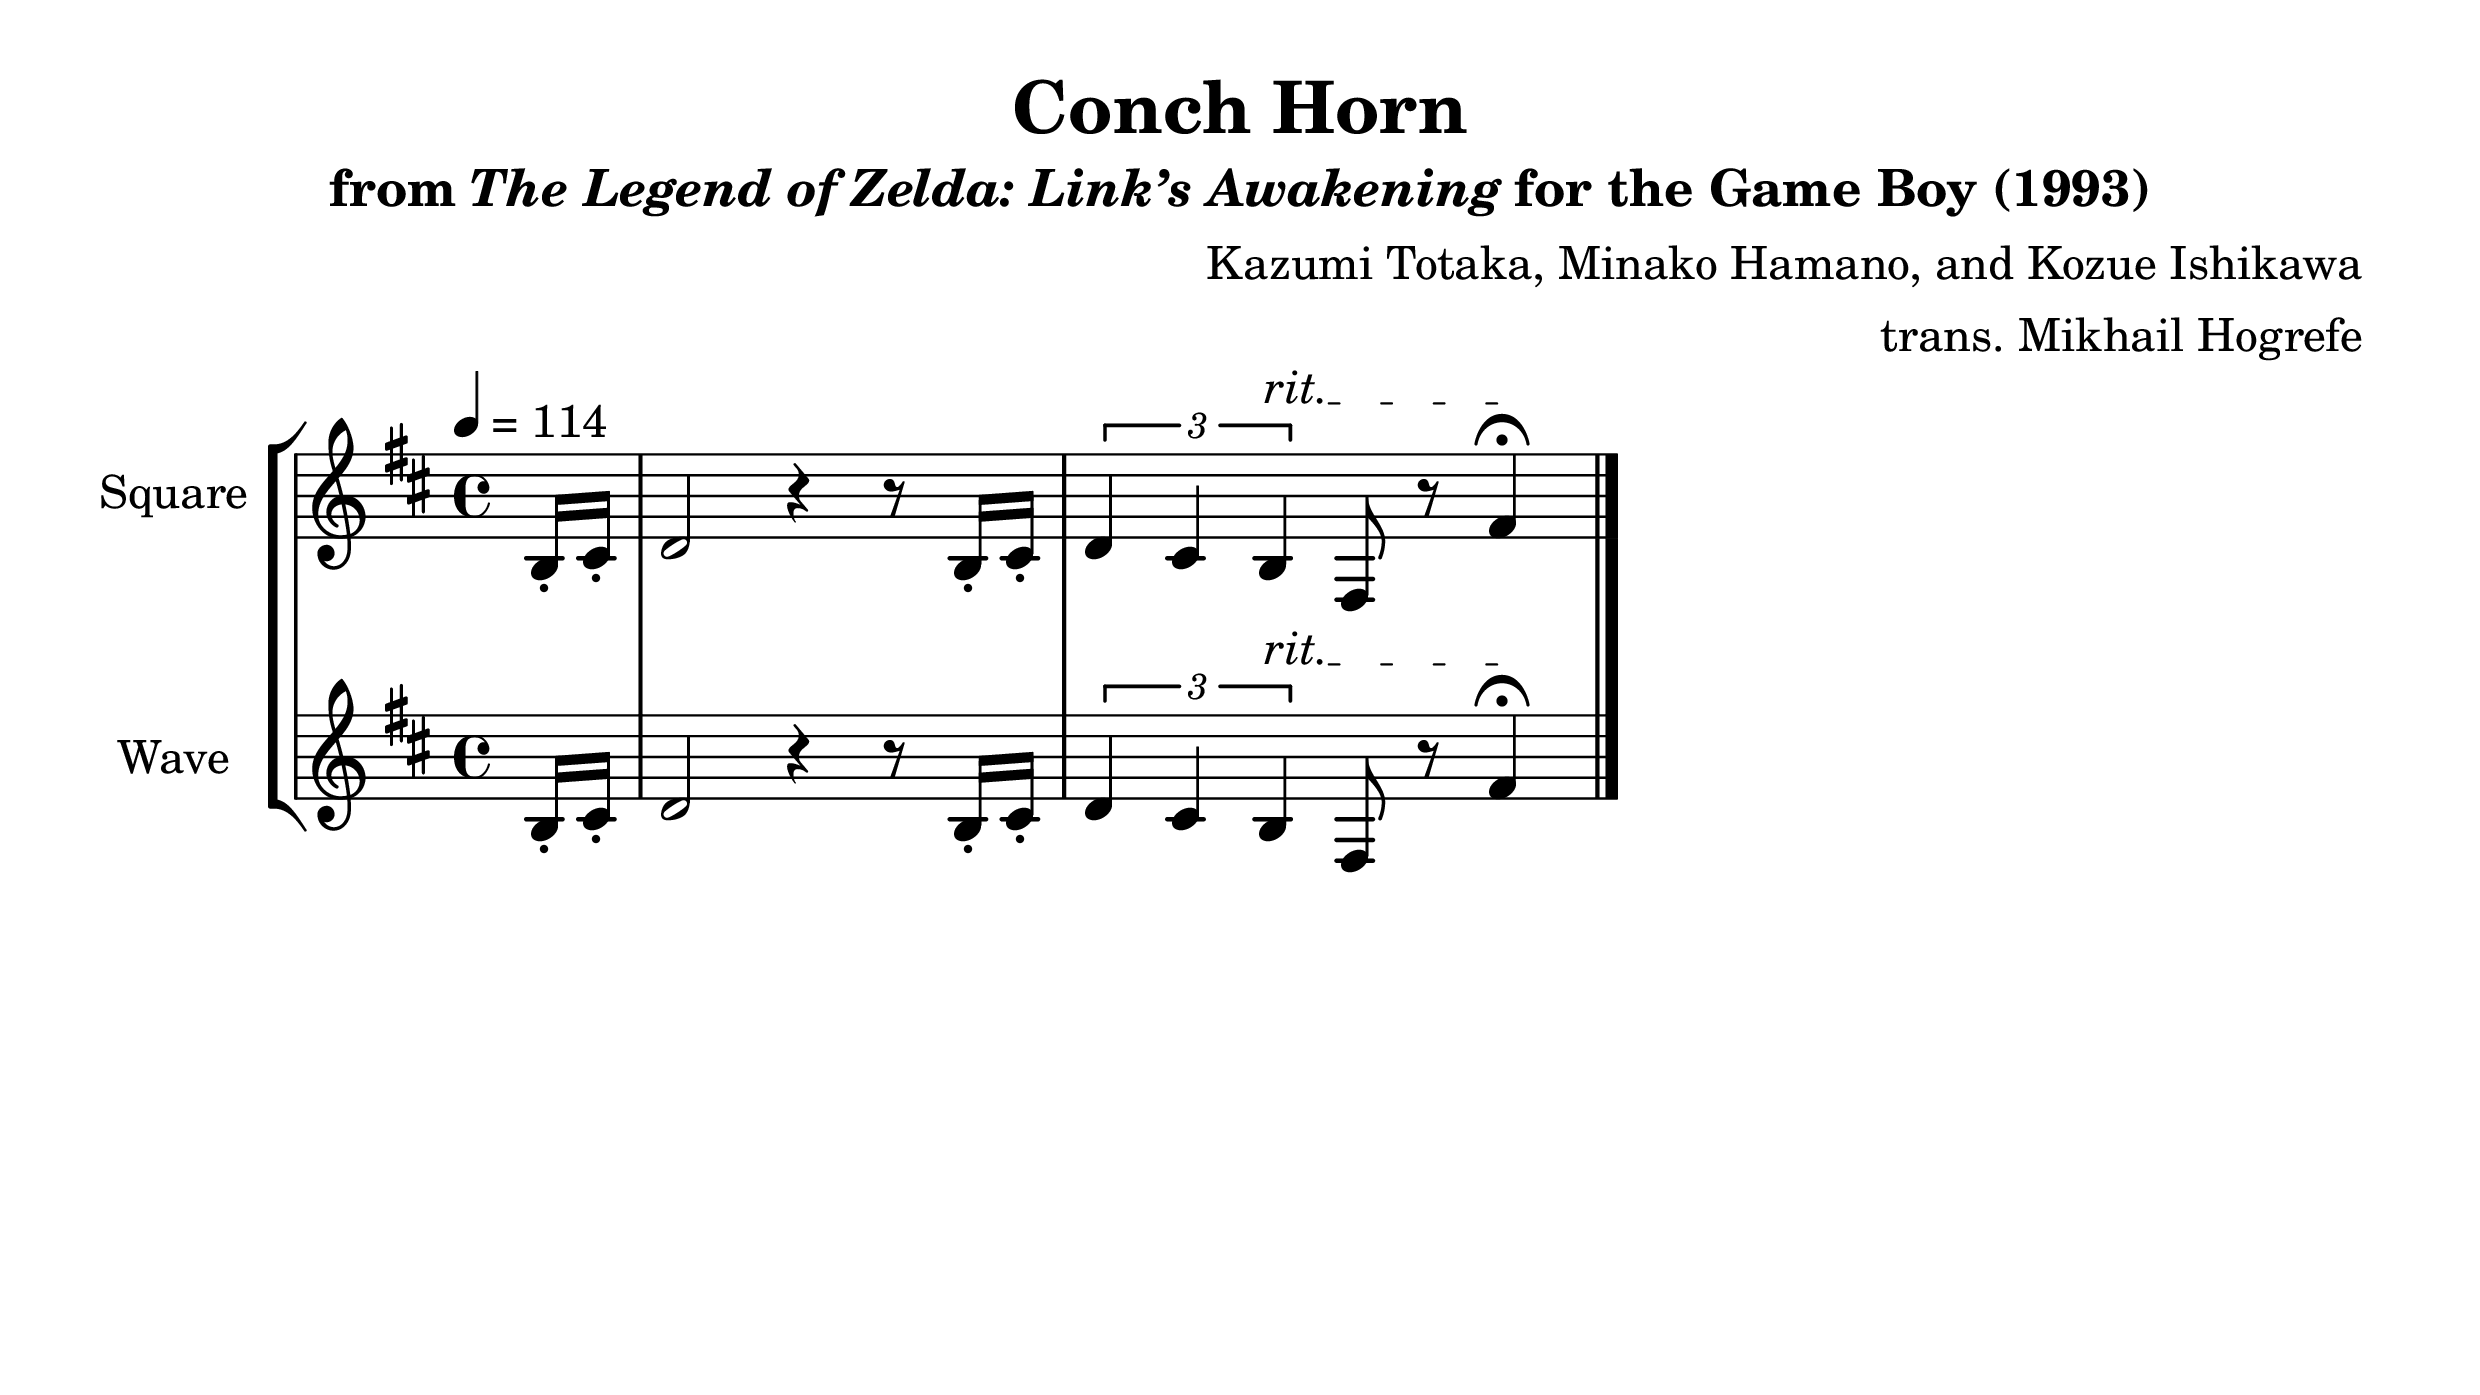 Conch Horn
from The Legend of Zelda: Link’s Awakening for the Game Boy (1993)
Kazumi Totaka, Minako Hamano, and Kozue Ishikawa
trans. Mikhail Hogrefe
= 114
rit.
3
Square
rit.
3
Wave